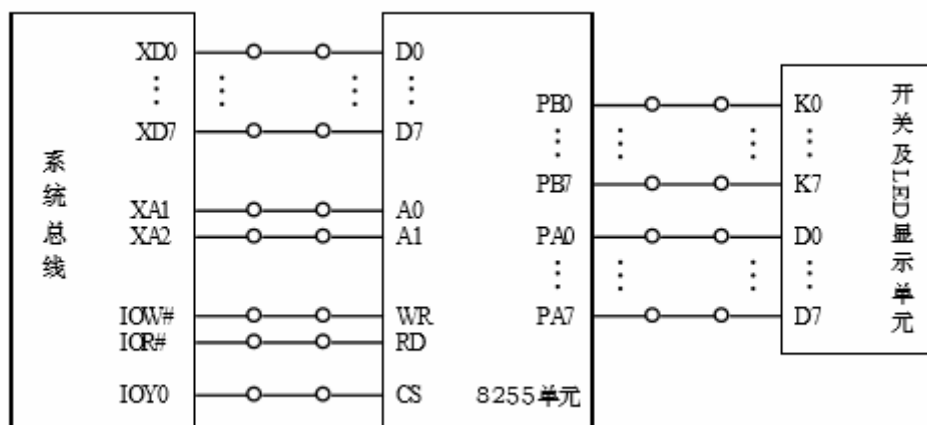 系统总线
XD0
⋮ ⋮
XD7
XA1
XA2
IOW#
IOR#
IOY0
D0
⋮ ⋮
D7
A0
A1
WR
RD
CS
8255单元
PB0
⋮ ⋮
PB7
PA0
⋮ ⋮
PA7
K0
⋮ ⋮
K7
D0
⋮
D7
开关及LED显示单元